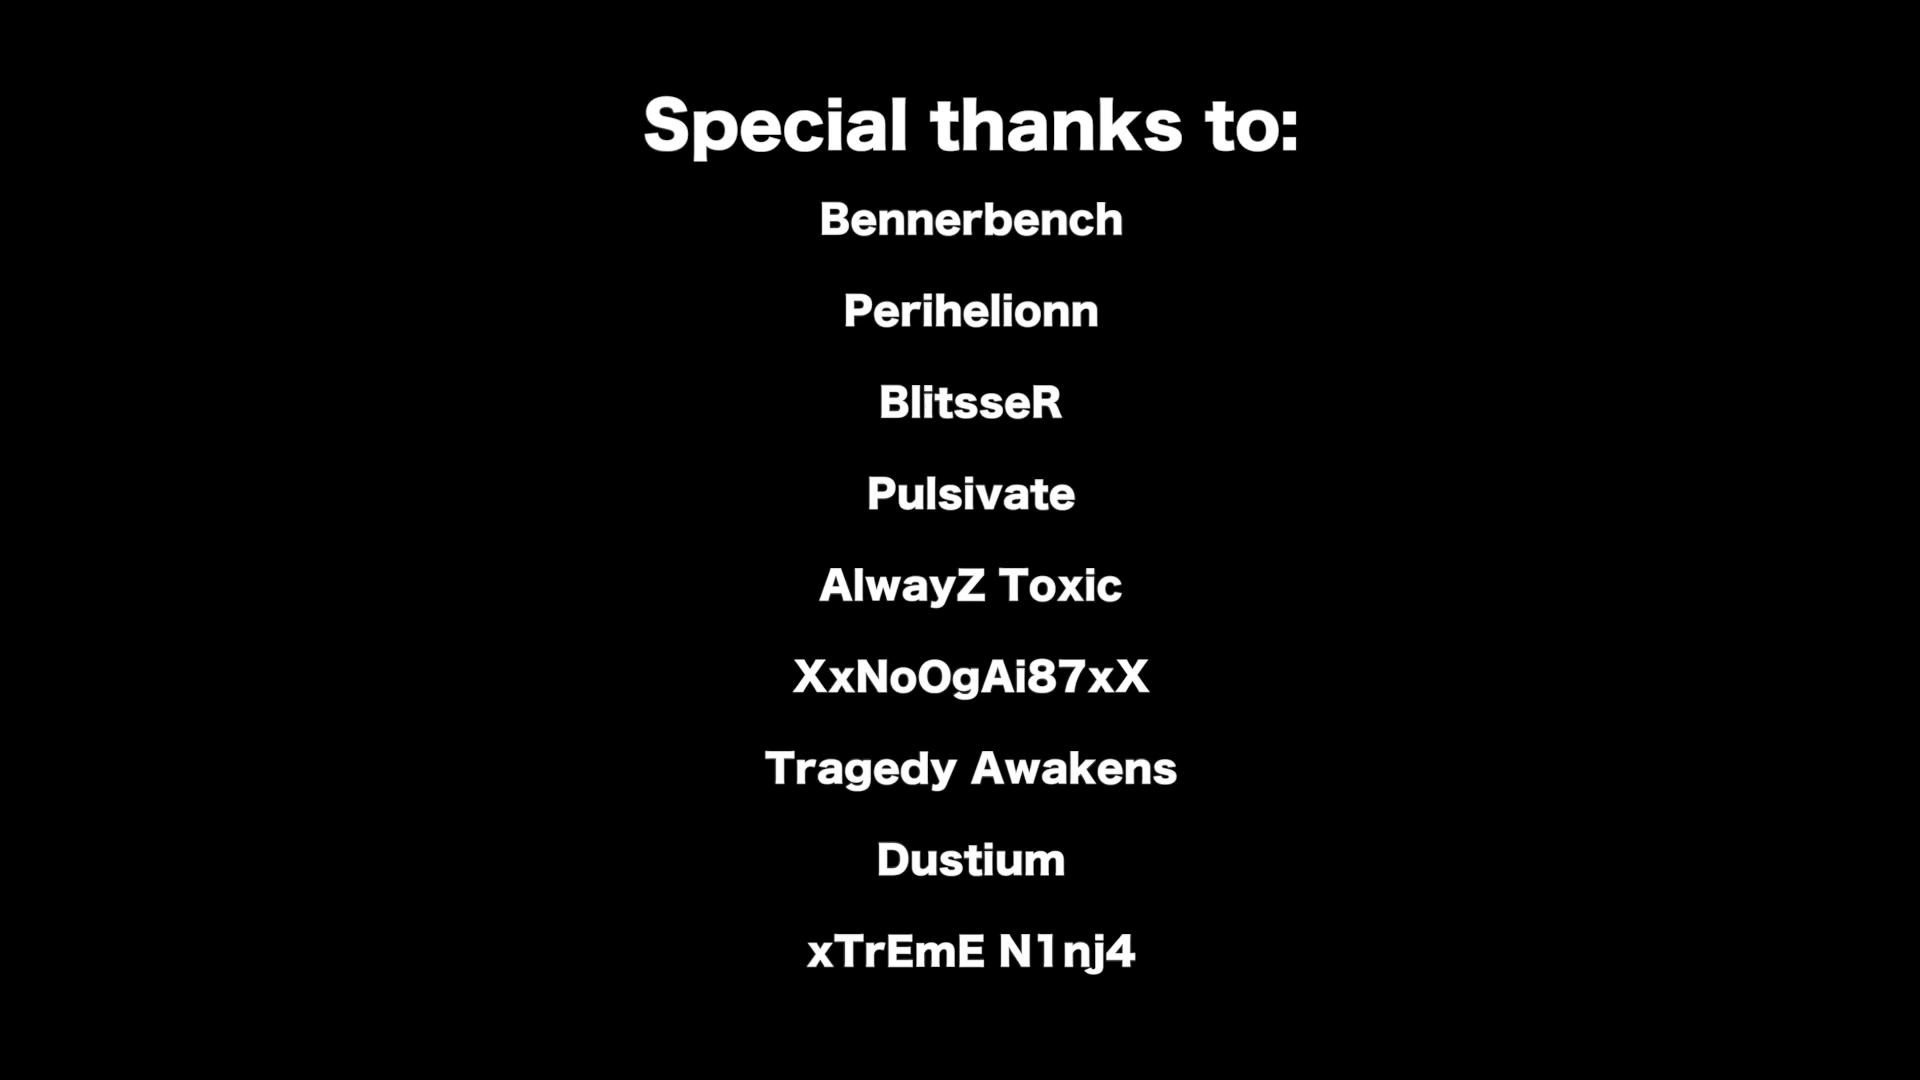 Special thanks to:
Bennerbench
Perihelionn
BlitsseR
Pulsivate
AlwayZ Toxic
XxNoOgAi87xX
Tragedy Awakens
Dustium
xTrEmE N1nj4